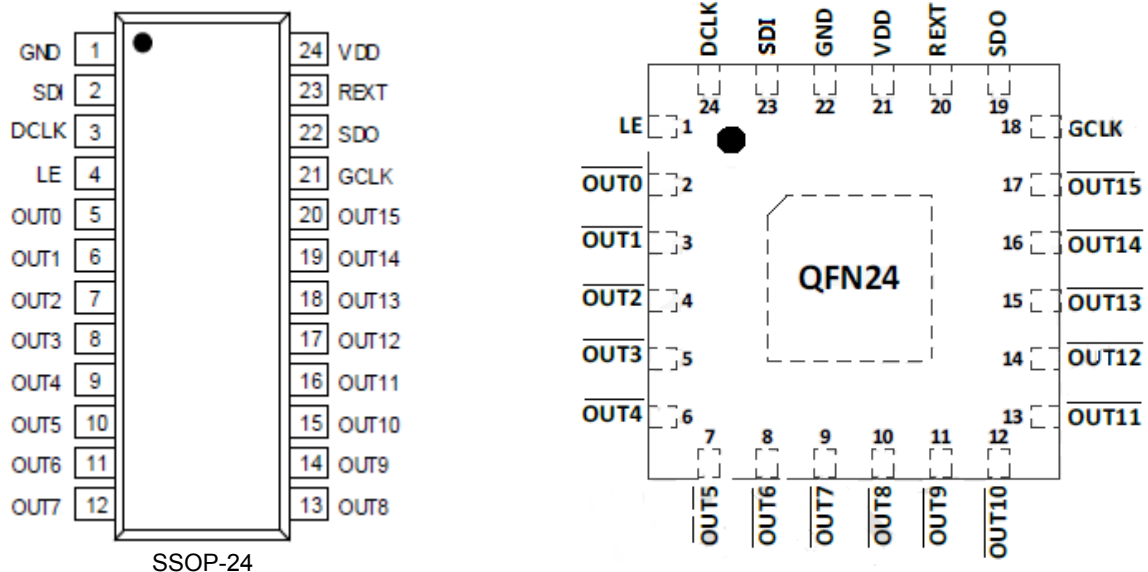 GND 1 24 VDD
SDI 2 23 REXT
DCLK 3 22 SDO
LE 4 21 GCLK
OUT0 5 20 OUT15
OUT1 6 19 OUT14
OUT2 7 18 OUT13
OUT3 8 17 OUT12
OUT4 9 16 OUT11
OUT5 10 15 OUT10
OUT6 11 14 OUT9
OUT7 12 13 OUT8
SSOP-24
DCLK SDI GND VDD REXT SDO
24 23 22 21 20 19
LE 1 18 GCLK
OUT0 2 17 OUT15
OUT1 3 16 OUT14
OUT2 4 15 OUT13
OUT3 5 14 OUT12
OUT4 6 13 OUT11
QFN24
7 8 9 10 11 12
OUT5 OUT6 OUT7 OUT8 OUT9 OUT10